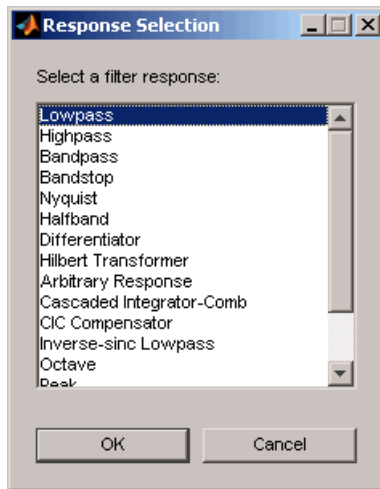 Response Selection
Select a filter response:
Lowpass
Highpass
Bandpass
Bandstop
Nyquist
Halfband
Differentiator
Hilbert Transformer
Arbitrary Response
Cascaded Integrator-Comb
CIC Compensator
Inverse-sinc Lowpass
Octave
Peak
OK
Cancel